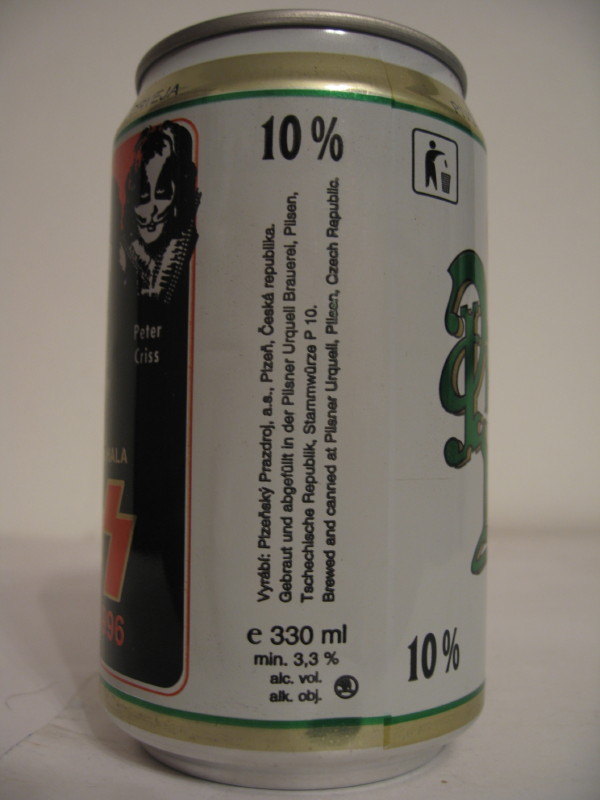 10 %
Vyrábí: Plzeňský Prazdroj, a.s., Plzeň, Česká republika.
Gebraut und abgefüllt in der Pilsner Urquell Brauerei, Pilsen,
Tschechische Republik, Stammwürze P 10.
Brewed and canned at Pilsner Urquell, Pilsen, Czech Republic.
Peter
Criss
96
e 330 ml
min. 3,3 %
alc. vol.
alk. obj.
10 %